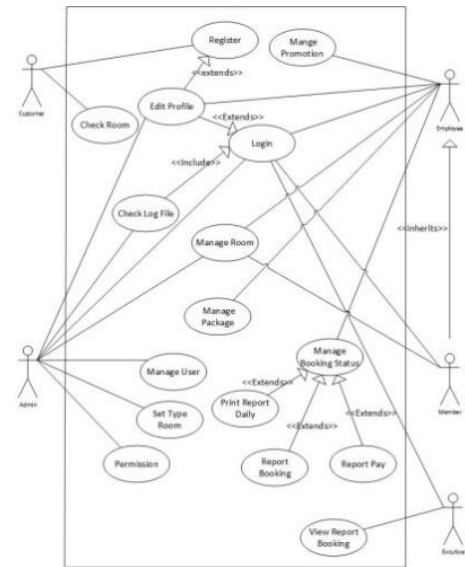 Register
Mange
Promotion
<<extends>>
Customer
Edit Profile
Employee
<<Extends>>
Check Room
Login
<<Include>>
Check Log File
<<Inherits>>
Manage Room
Manage
Package
Manage
Booking Status
Admin
Manage User
Member
<<Extends>>
Print Report
Daily
Set Type
Room
<<Extends>>
<<Extends>>
Permission
Report
Booking
Report Pay
View Report
Booking
Excutive